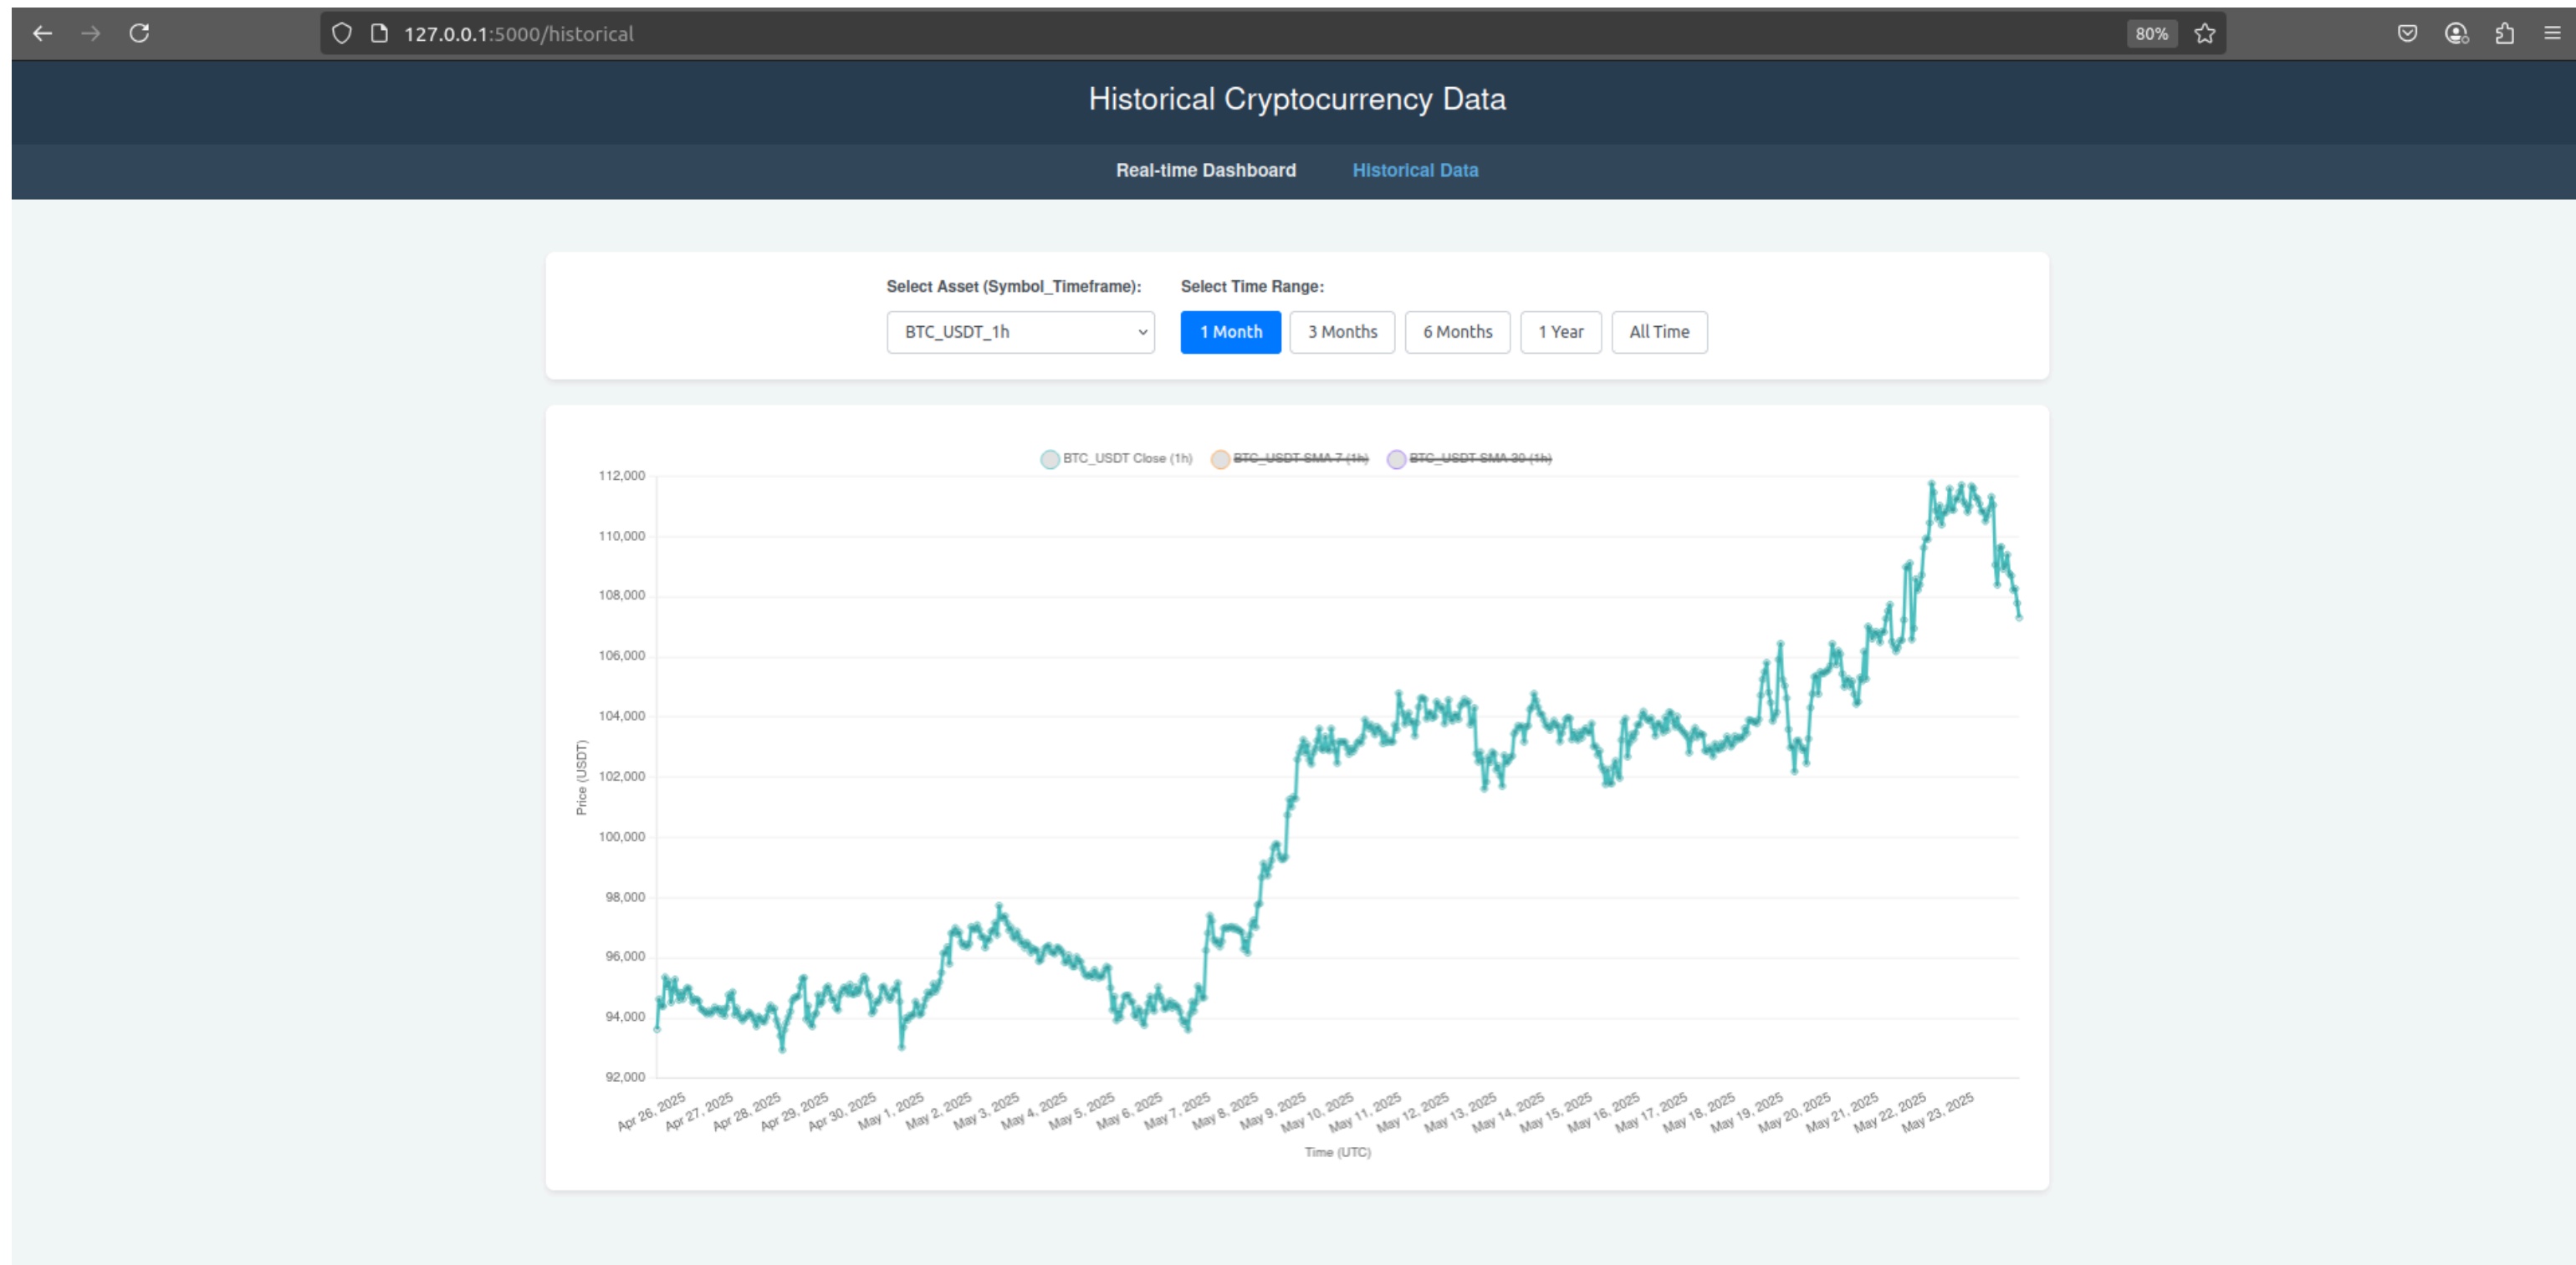 127.0.0.1:5000/historical
80%
Historical Cryptocurrency Data
Real-time Dashboard Historical Data
Select Asset (Symbol_Timeframe): Select Time Range:
BTC_USDT_1h 1 Month 3 Months 6 Months 1 Year All Time
BTC_USDT Close (1h) BTC_USDT SMA 7 (1h) BTC_USDT SMA 30 (1h)
112,000
110,000
108,000
106,000
104,000
102,000
100,000
98,000
96,000
94,000
92,000
Price (USDT)
Apr 26, 2025
Apr 27, 2025
Apr 28, 2025
Apr 29, 2025
Apr 30, 2025
May 1, 2025
May 2, 2025
May 3, 2025
May 4, 2025
May 5, 2025
May 6, 2025
May 7, 2025
May 8, 2025
May 9, 2025
May 10, 2025
May 11, 2025
May 12, 2025
May 13, 2025
May 14, 2025
May 15, 2025
May 16, 2025
May 17, 2025
May 18, 2025
May 19, 2025
May 20, 2025
May 21, 2025
May 22, 2025
May 23, 2025
Time (UTC)